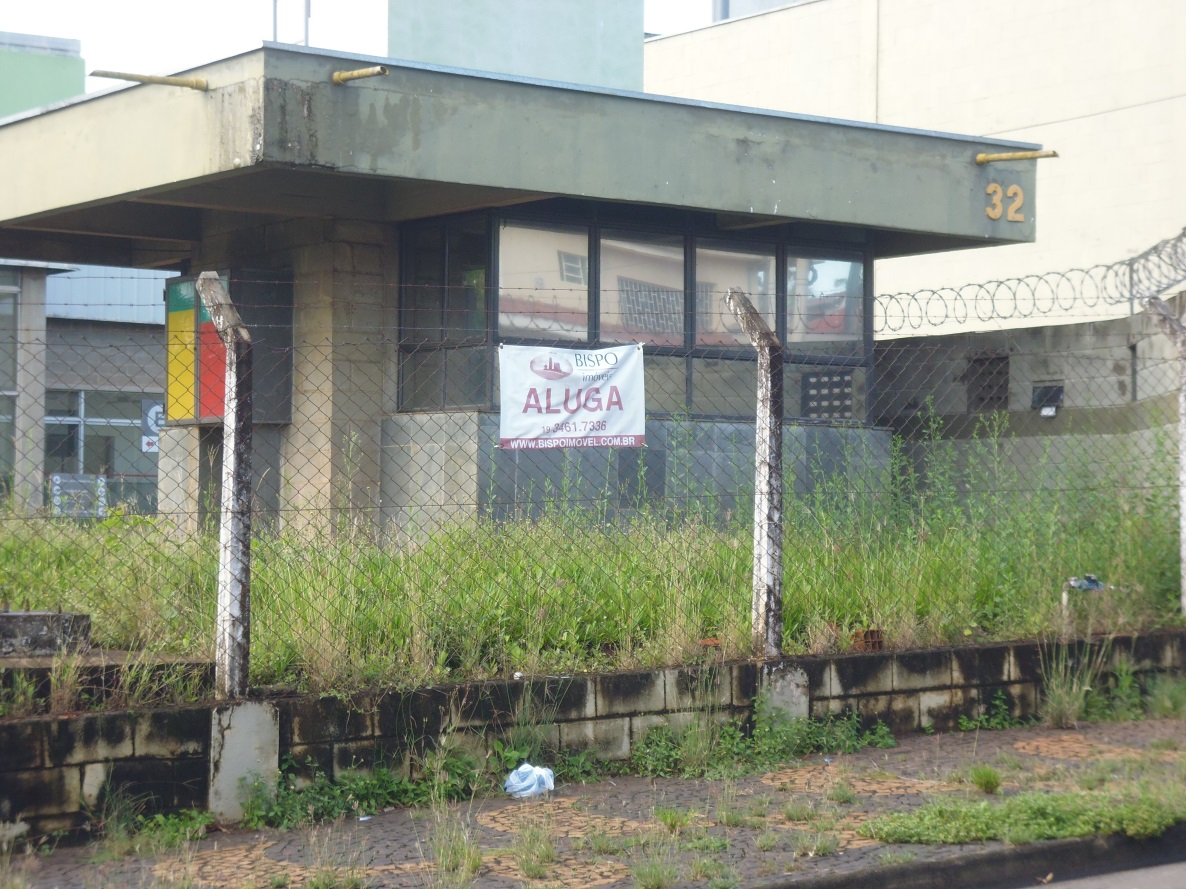 32
BISPO
imóveis
ALUGA
19 3461.7336
WWW.BISPOIMOVEL.COM.BR